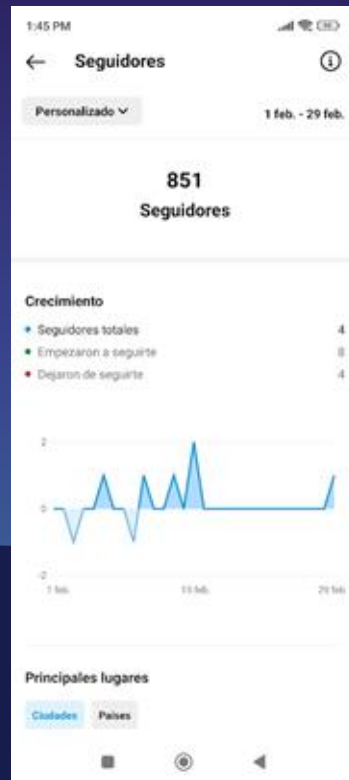 1:45 PM
Seguidores
Personalizado
1 feb. - 29 feb.
851
Seguidores
Crecimiento
Seguidores totales 4
Empezaron a seguirte 8
Dejaron de seguirte 4
2
0
-2
1 feb. 15 feb. 29 feb.
Principales lugares
Ciudades Países